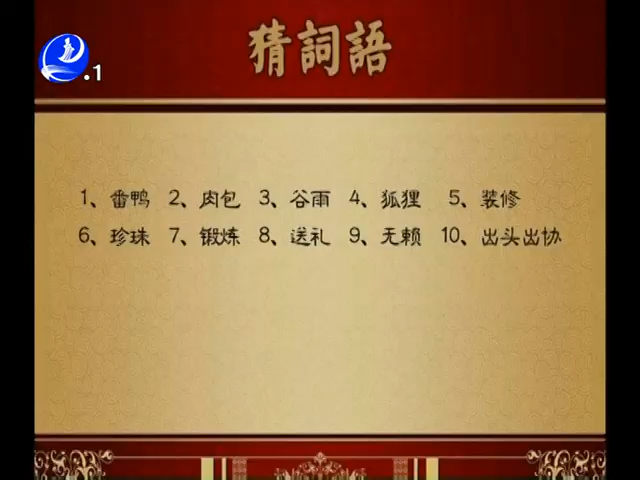 猜詞語
.1
1、番鸭 2、肉包 3、谷雨 4、狐狸 5、装修
6、珍珠 7、锻炼 8、送礼 9、无赖 10、出头出协